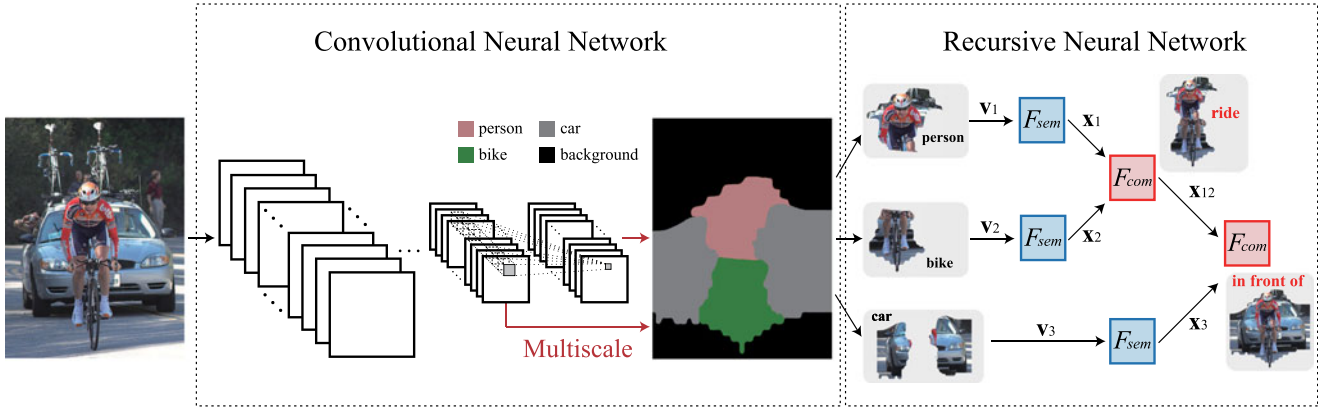 Convolutional Neural Network
Recursive Neural Network
person
car
bike
background
Multiscale
person
v1
Fsem
x1
ride
Fcom
x12
bike
v2
Fsem
x2
Fcom
in front of
car
v3
Fsem
x3